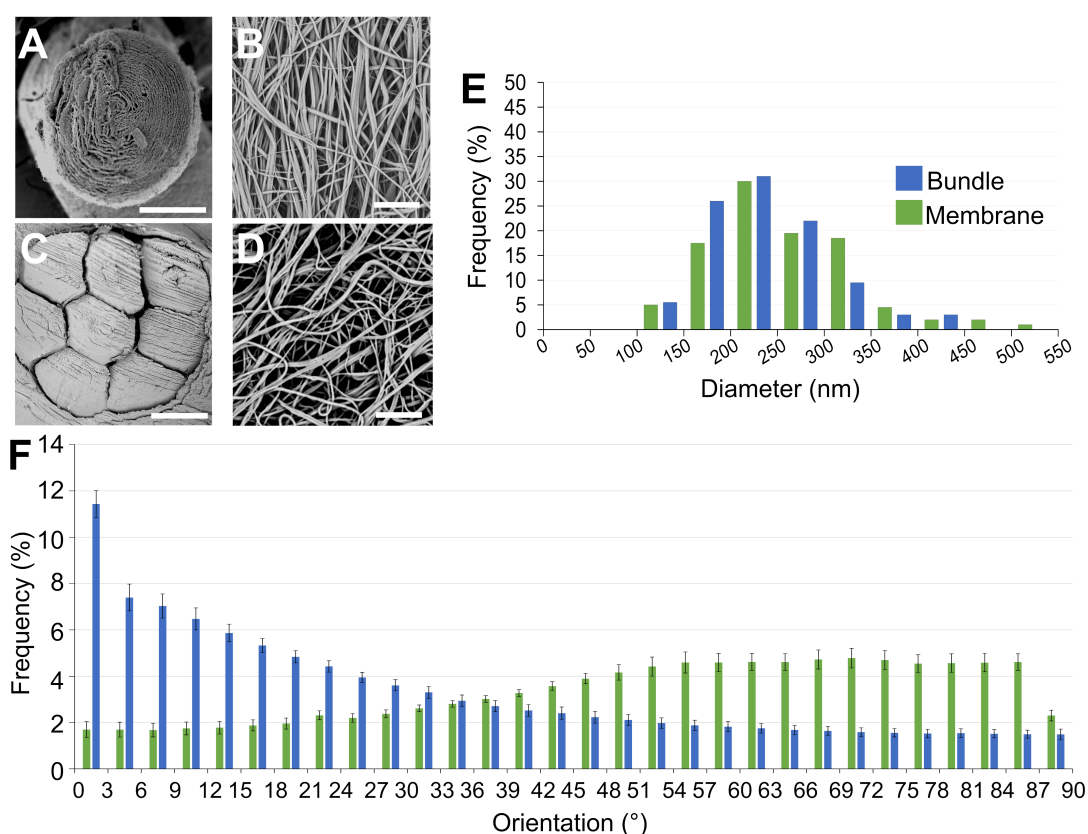 A
B
C
D
E
50
45
40
35
30
25
20
15
10
5
0
Frequency (%)
Bundle
Membrane
0 50 100 150 200 250 300 350 400 450 500 550
Diameter (nm)
F
14
12
10
8
6
4
2
0
Frequency (%)
0 3 6 9 12 15 18 21 24 27 30 33 36 39 42 45 48 51 54 57 60 63 66 69 72 75 78 81 84 87 90
Orientation (°)